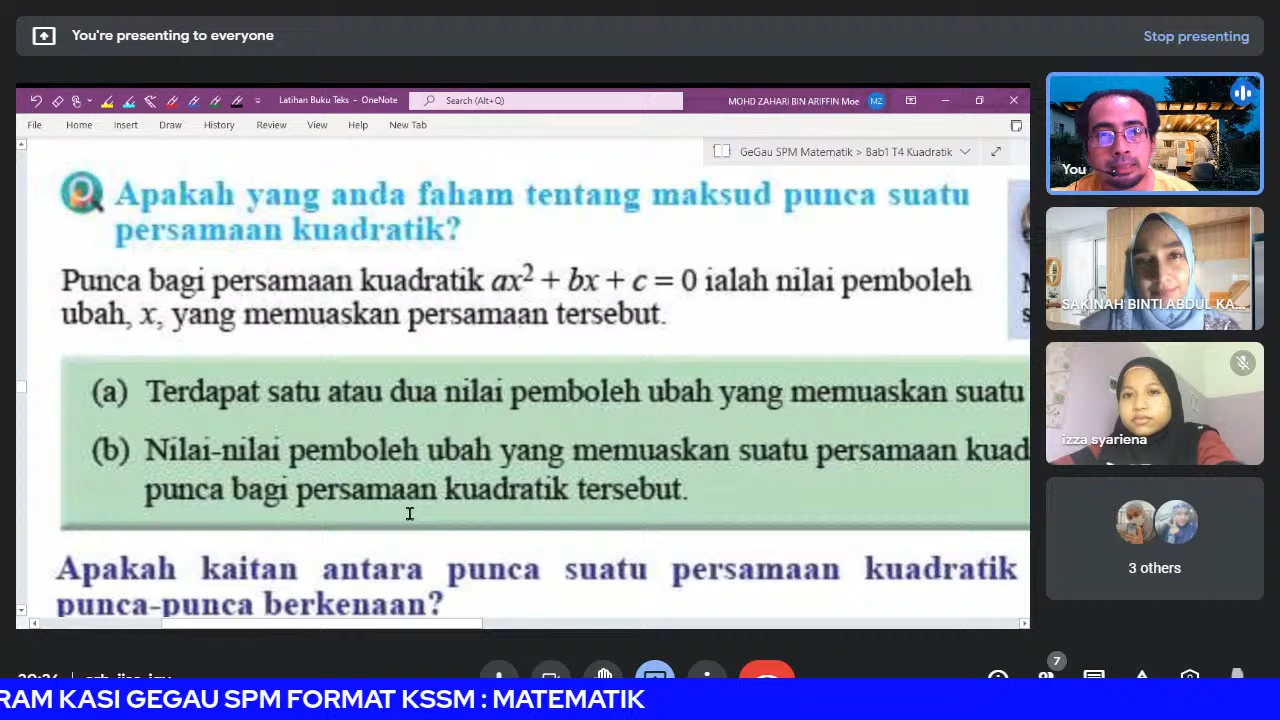 You're presenting to everyone
Stop presenting
Latihan Buku Teks - OneNote
Search (Alt+Q)
MOHD ZAHARI BIN ARIFFIN Moe
MZ
File Home Insert Draw History Review View Help New Tab
GeGau SPM Matematik > Bab1 T4 Kuadratik
Apakah yang anda faham tentang maksud punca suatu
persamaan kuadratik?
Punca bagi persamaan kuadratik ax² + bx + c = 0 ialah nilai pemboleh
ubah, x, yang memuaskan persamaan tersebut.
(a) Terdapat satu atau dua nilai pemboleh ubah yang memuaskan suatu
(b) Nilai-nilai pemboleh ubah yang memuaskan suatu persamaan kuad
punca bagi persamaan kuadratik tersebut.
Apakah kaitan antara punca suatu persamaan kuadratik
punca-punca berkenaan?
You
SAKINAH BINTI ABDUL KA...
izza syariena
3 others
7
RAM KASI GEGAU SPM FORMAT KSSM : MATEMATIK